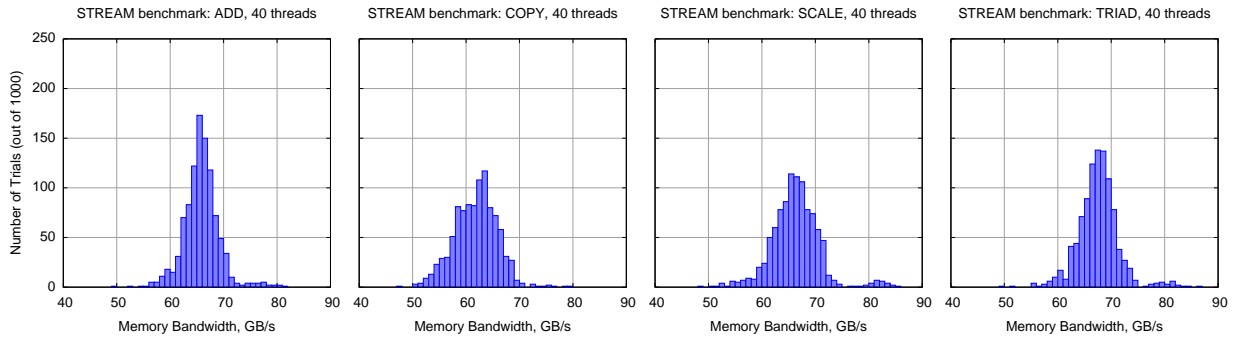 STREAM benchmark: ADD, 40 threads
STREAM benchmark: COPY, 40 threads
STREAM benchmark: SCALE, 40 threads
STREAM benchmark: TRIAD, 40 threads
Number of Trials (out of 1000)
250
200
150
100
50
0
40 50 60 70 80 90
40 50 60 70 80 90
40 50 60 70 80 90
40 50 60 70 80 90
Memory Bandwidth, GB/s
Memory Bandwidth, GB/s
Memory Bandwidth, GB/s
Memory Bandwidth, GB/s